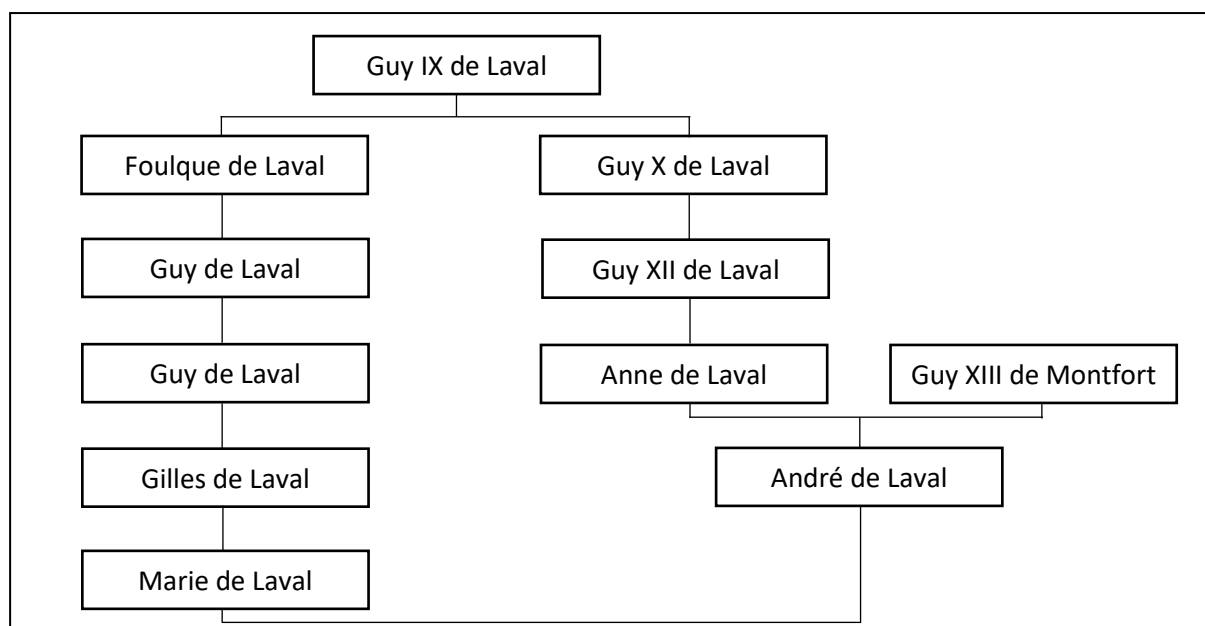 Guy IX de Laval
Foulque de Laval
Guy X de Laval
Guy de Laval
Guy XII de Laval
Guy de Laval
Anne de Laval
Guy XIII de Montfort
Gilles de Laval
André de Laval
Marie de Laval